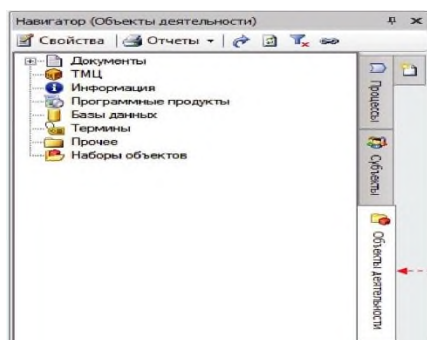 Навигатор (Объекты деятельности)
Свойства Отчеты
Документы
ТМЦ
Информация
Программные продукты
Базы данных
Термины
Прочее
Наборы объектов
Процессы
Субъекты
Объекты деятельности